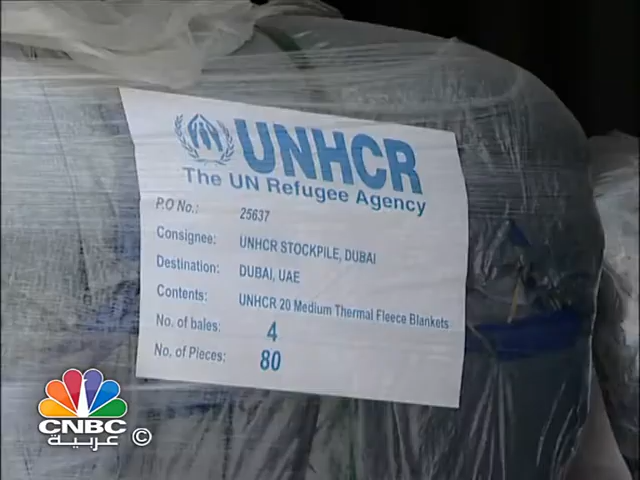 UNHCR
The UN Refugee Agency
P.O No.: 25637
Consignee: UNHCR STOCKPILE, DUBAI
Destination: DUBAI, UAE
Contents: UNHCR 20 Medium Thermal Fleece Blankets
No. of bales: 4
No. of Pieces: 80
CNBC
عربية ©